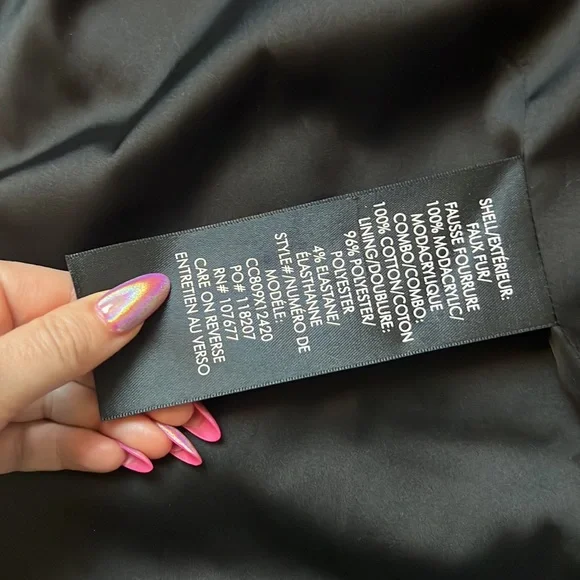 SHELL/EXTÉRIEUR:
FAUX FUR/
FAUSSE FOURRURE
100% MODACRYLIC/
MODACRYLIQUE
COMBO/COMBO:
100% COTTON/COTON
LINING/DOUBLURE:
96% POLYESTER/
POLYESTER
4% ELASTANE/
ÉLASTHANNE
STYLE#/NUMÉRO DE
MODÈLE:
CC809X12420
PO# 118207
RN# 107677
CARE ON REVERSE
ENTRETIEN AU VERSO